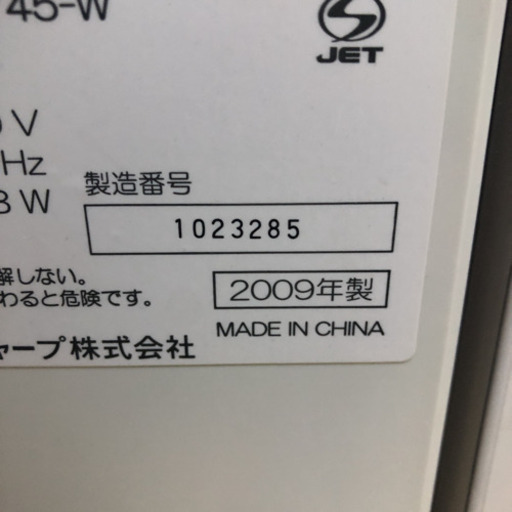 45-W
JET
V
Hz
W
製造番号
1023285
解しない。
わると危険です。
2009年製
MADE IN CHINA
ャープ株式会社